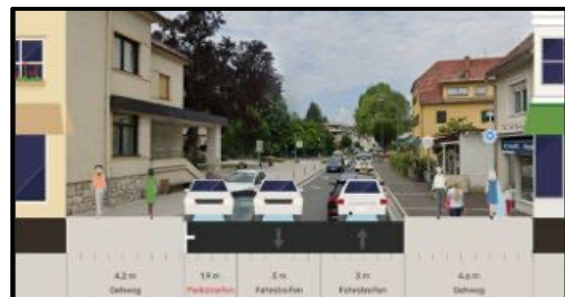 4.2 m
Gehweg
1.9 m
Parkstreifen
3 m
Fahrstreifen
3 m
Fahrstreifen
4.6 m
Gehweg